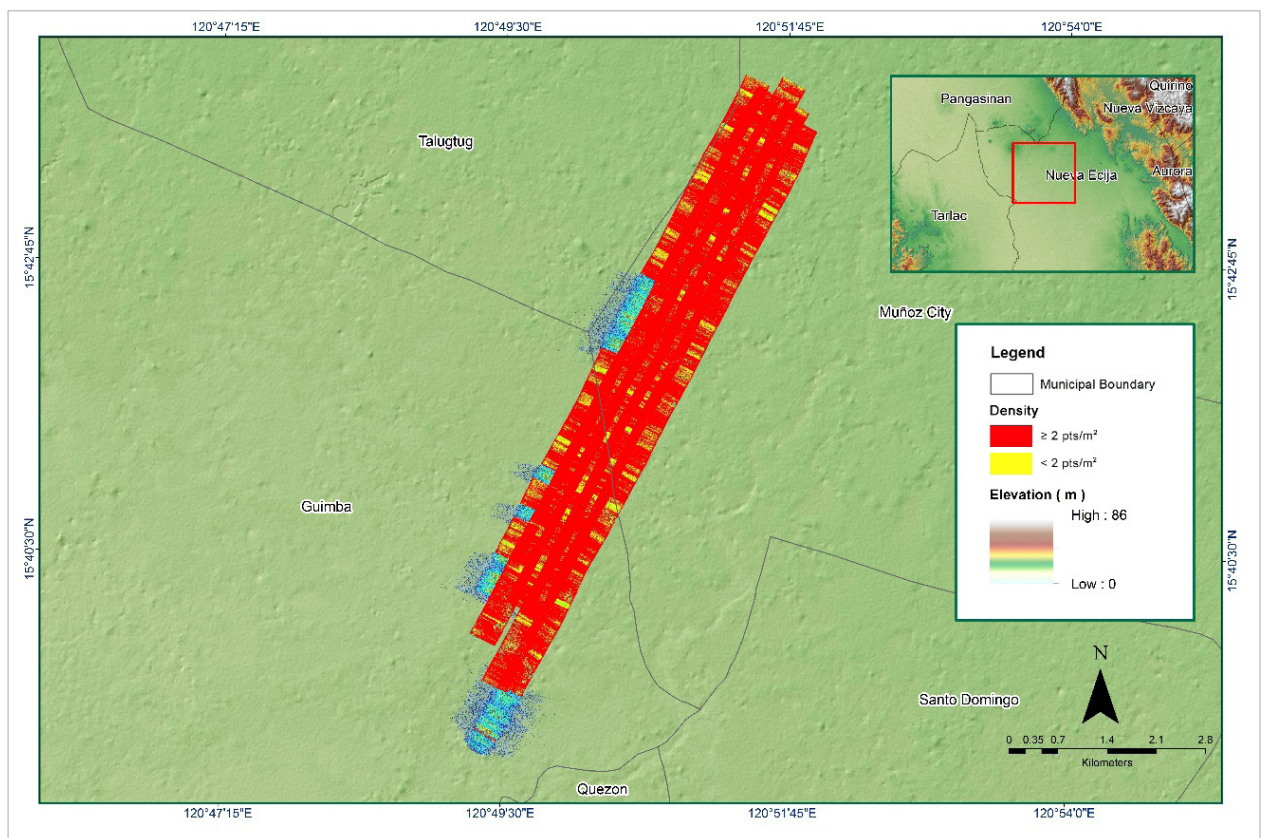 120°47'15"E
120°49'30"E
120°51'45"E
120°54'0"E
Quirino
Pangasinan
Nueva Vizcaya
Talugtug
Aurora
Nueva Ecija
Tarlac
15°42'45"N
15°42'45"N
Muñoz City
Legend
Municipal Boundary
Density
≥ 2 pts/m²
< 2 pts/m²
Elevation ( m )
High : 86
Low : 0
Guimba
15°40'30"N
15°40'30"N
N
Santo Domingo
0 0.35 0.7 1.4 2.1 2.8
Kilometers
Quezon
120°47'15"E
120°49'30"E
120°51'45"E
120°54'0"E